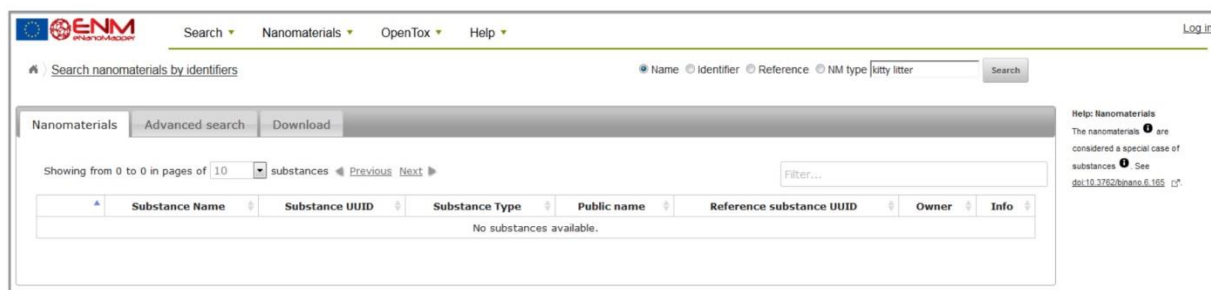 ENM
eNanoMapper
Search Nanomaterials OpenTox Help
Log in
Search nanomaterials by identifiers
Name Identifier Reference NM type kitty litter Search
Nanomaterials Advanced search Download
Showing from 0 to 0 in pages of 10 substances Previous Next
Filter...
Substance Name Substance UUID Substance Type Public name Reference substance UUID Owner Info
No substances available.
Help: Nanomaterials
The nanomaterials are
considered a special case of
substances . See
doi:10.3762/bjnano.6.165